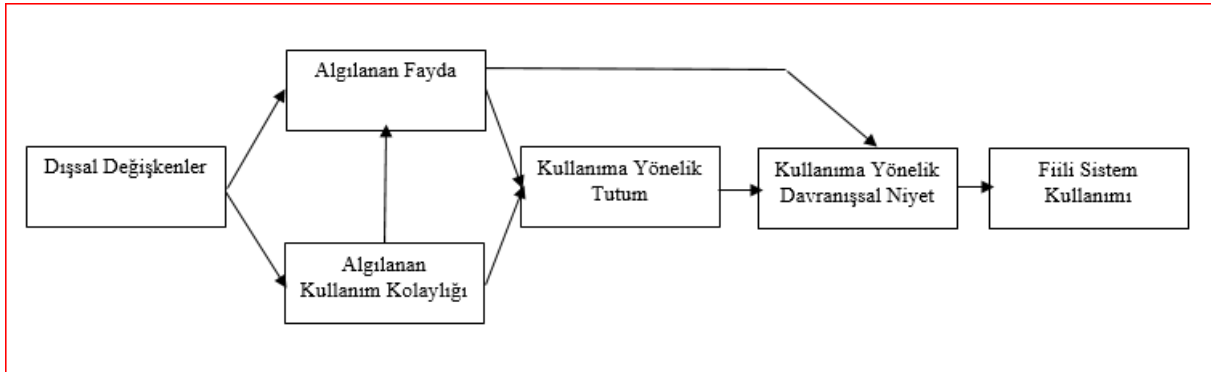 Algılanan Fayda
Dışsal Değişkenler
Kullanıma Yönelik
Tutum
Kullanıma Yönelik
Davranışsal Niyet
Fiili Sistem
Kullanımı
Algılanan
Kullanım Kolaylığı